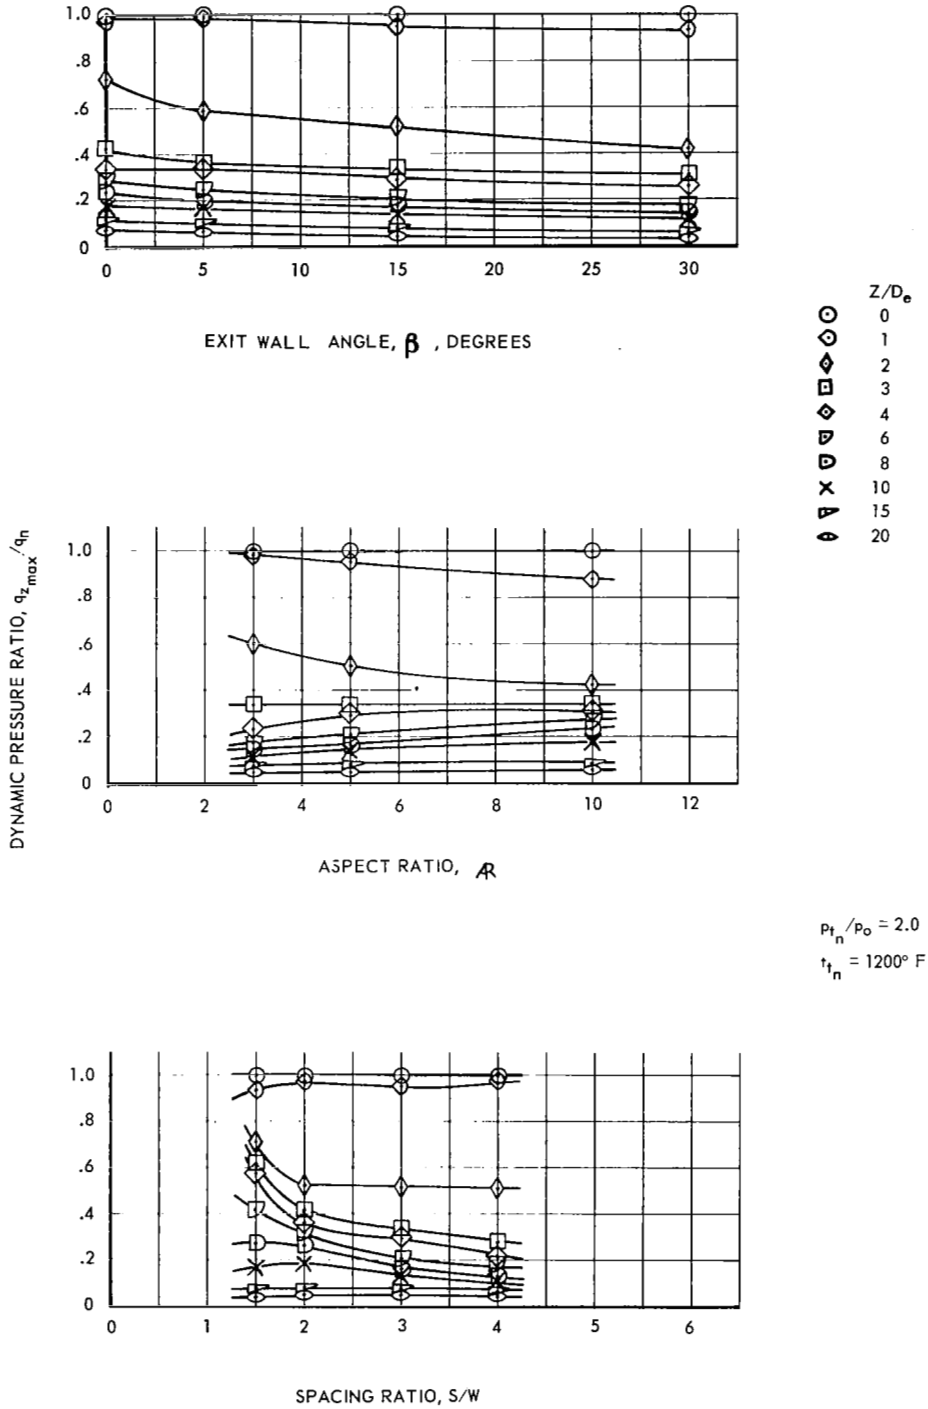 1.0
.8
.6
.4
.2
0
0 5 10 15 20 25 30
EXIT WALL ANGLE, β , DEGREES
Z/De
0
1
2
3
4
6
8
10
15
20
DYNAMIC PRESSURE RATIO, qzmax/qn
1.0
.8
.6
.4
.2
0
0 2 4 6 8 10 12
ASPECT RATIO, AR
Ptn/Po = 2.0
ttn = 1200° F
1.0
.8
.6
.4
.2
0
0 1 2 3 4 5 6
SPACING RATIO, S/W